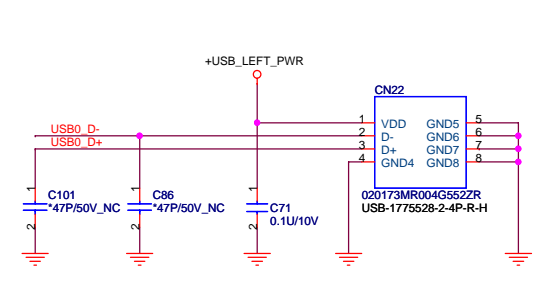 +USB_LEFT_PWR
CN22
1 VDD GND5 5
USB0_D- 2 D- GND6 6
USB0_D+ 3 D+ GND7 7
4 GND4 GND8 8
020173MR004G552ZR
USB-1775528-2-4P-R-H
1 1 1
C101 C86 C71
*47P/50V_NC *47P/50V_NC 0.1U/10V
2 2 2